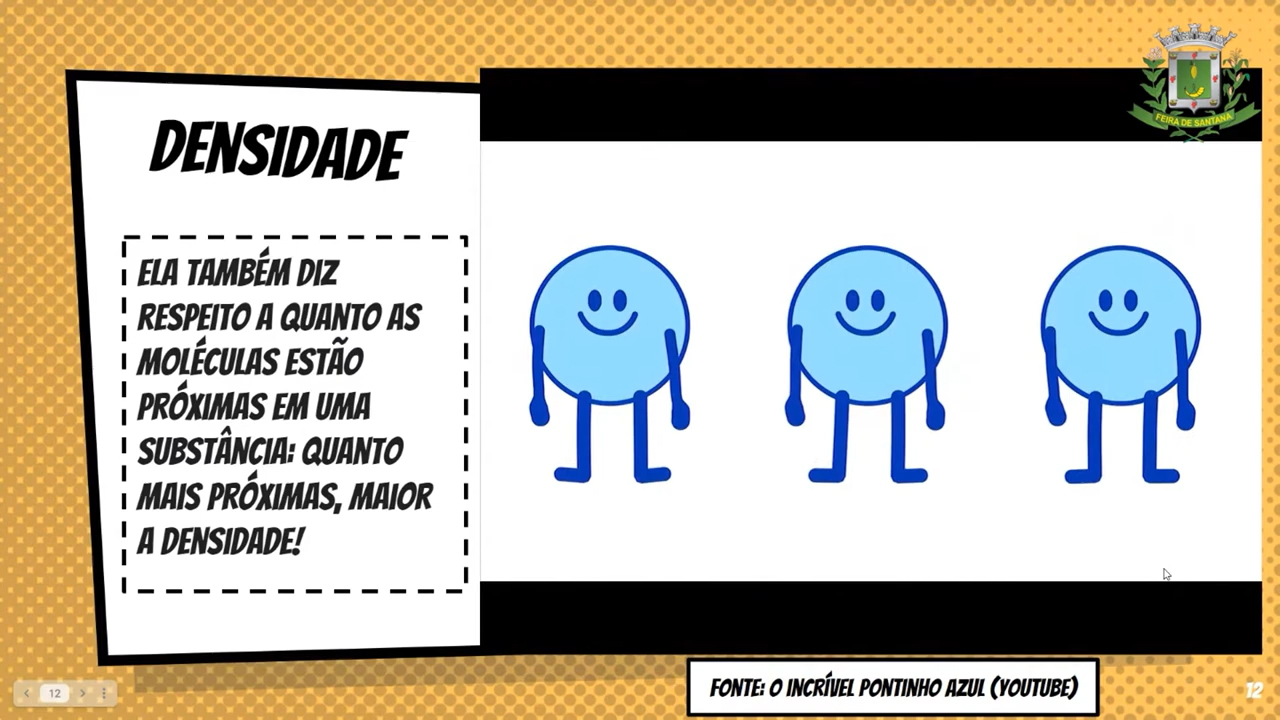 DENSIDADE
ELA TAMBÉM DIZ
RESPEITO A QUANTO AS
MOLÉCULAS ESTÃO
PRÓXIMAS EM UMA
SUBSTÂNCIA: QUANTO
MAIS PRÓXIMAS, MAIOR
A DENSIDADE!
FEIRA DE SANTANA
FONTE: O INCRÍVEL PONTINHO AZUL (YOUTUBE)
12
12